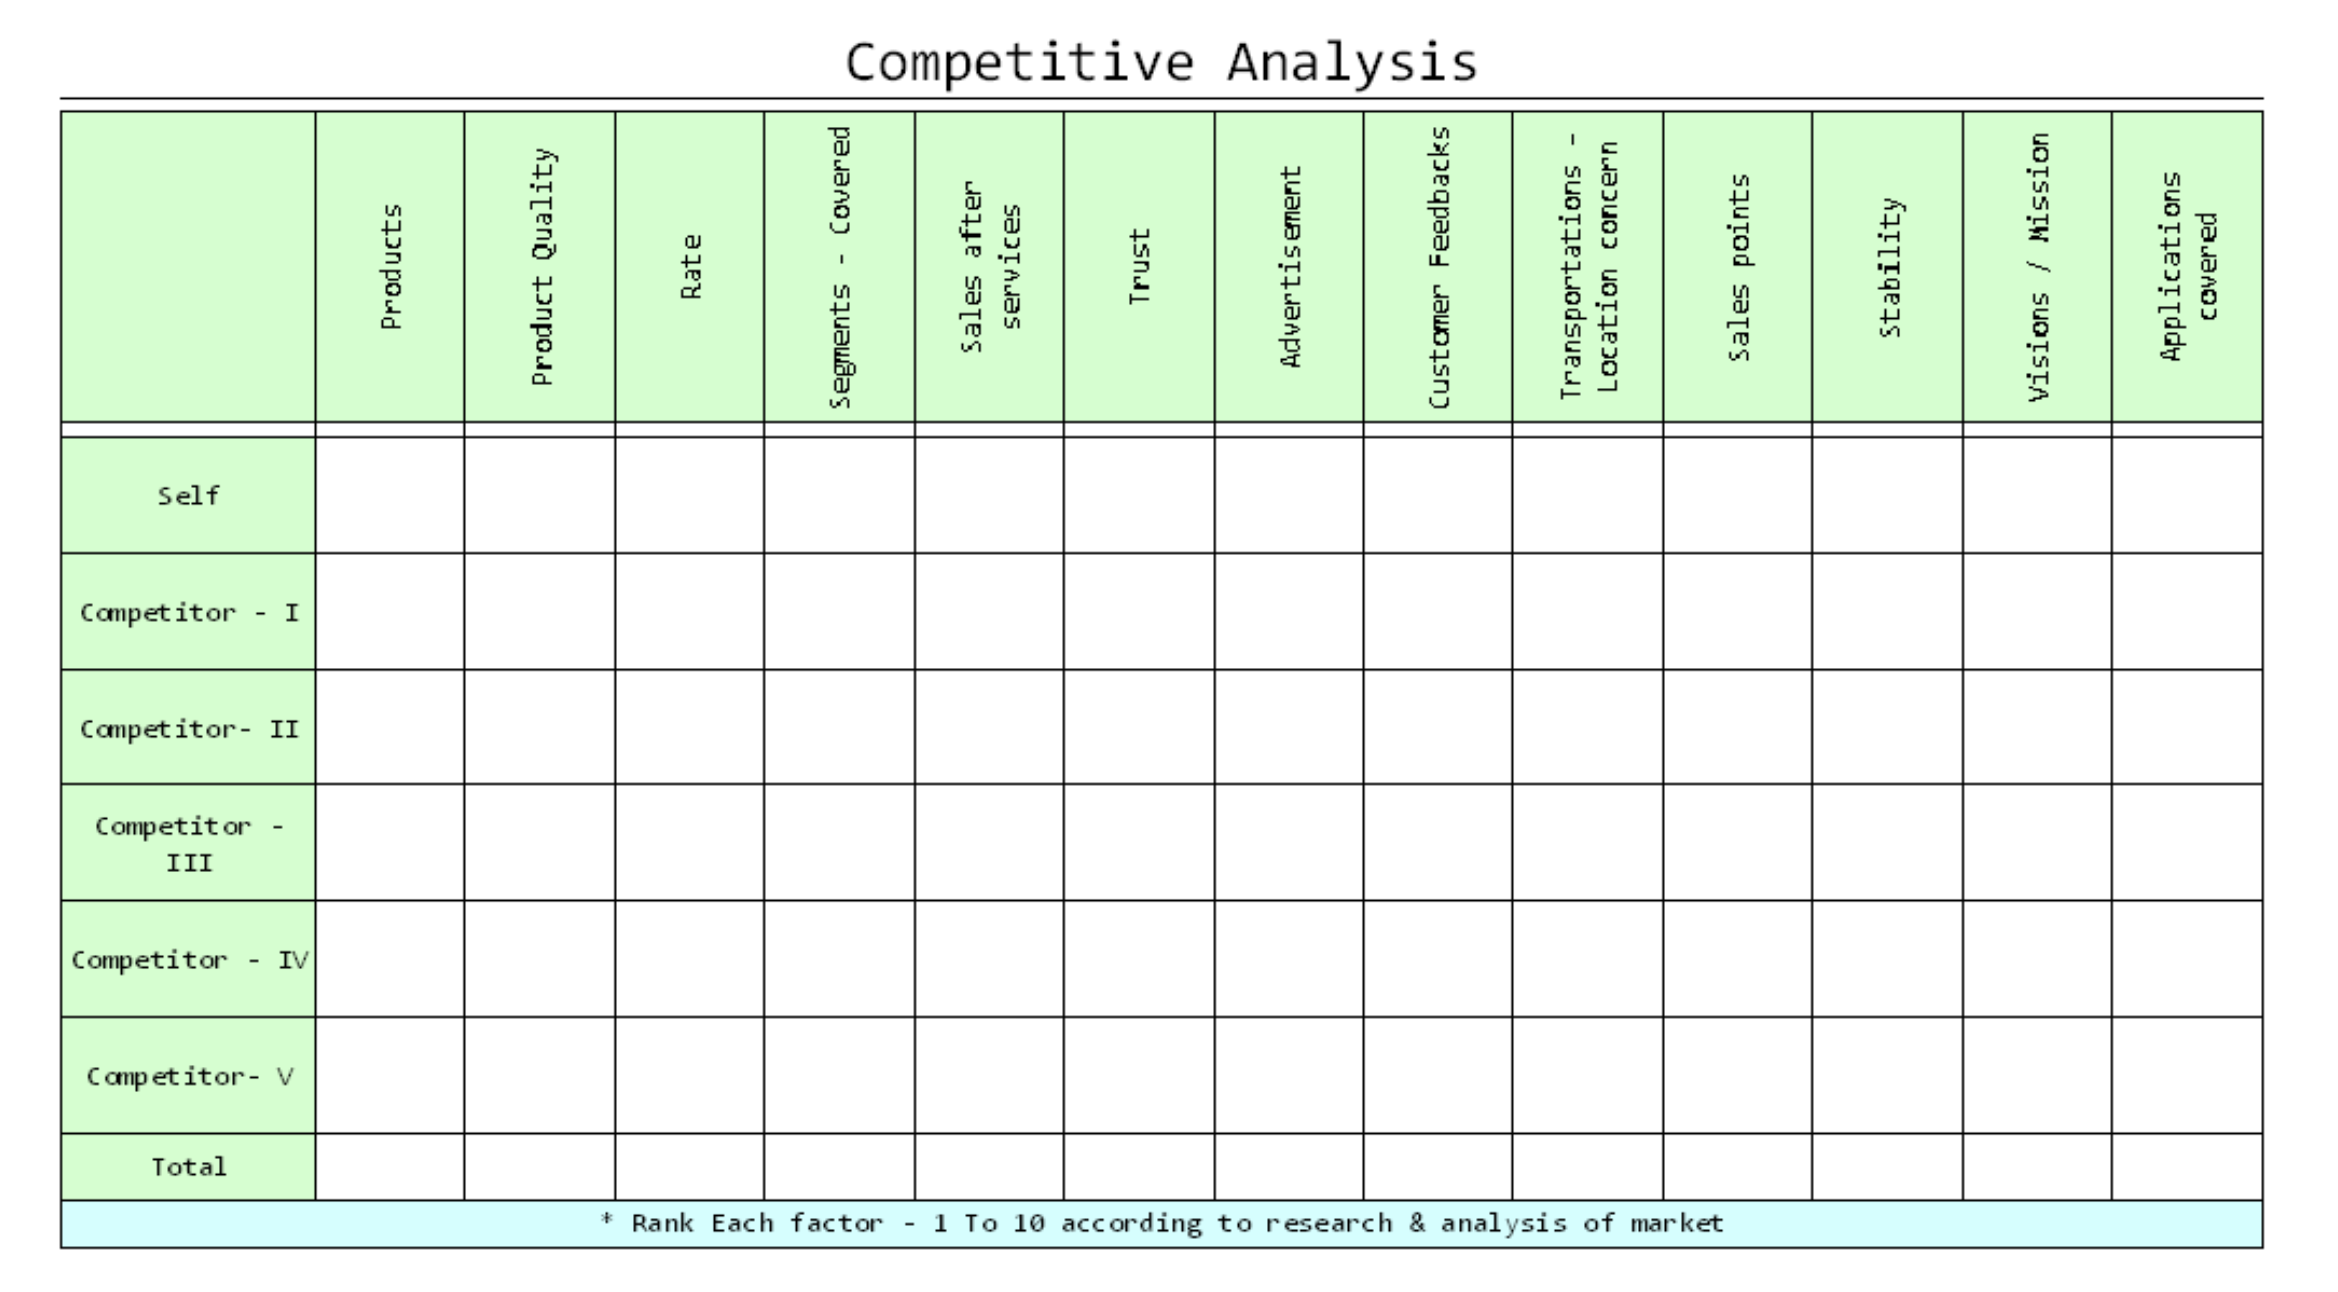 Competitive Analysis
Products
Product Quality
Rate
Segments - Covered
Sales after
services
Trust
Advertisement
Customer Feedbacks
Transportations -
Location concern
Sales points
Stability
Visions / Mission
Applications
covered
Self
Competitor - I
Competitor- II
Competitor -
III
Competitor - IV
Competitor- V
Total
* Rank Each factor - 1 To 10 according to research & analysis of market